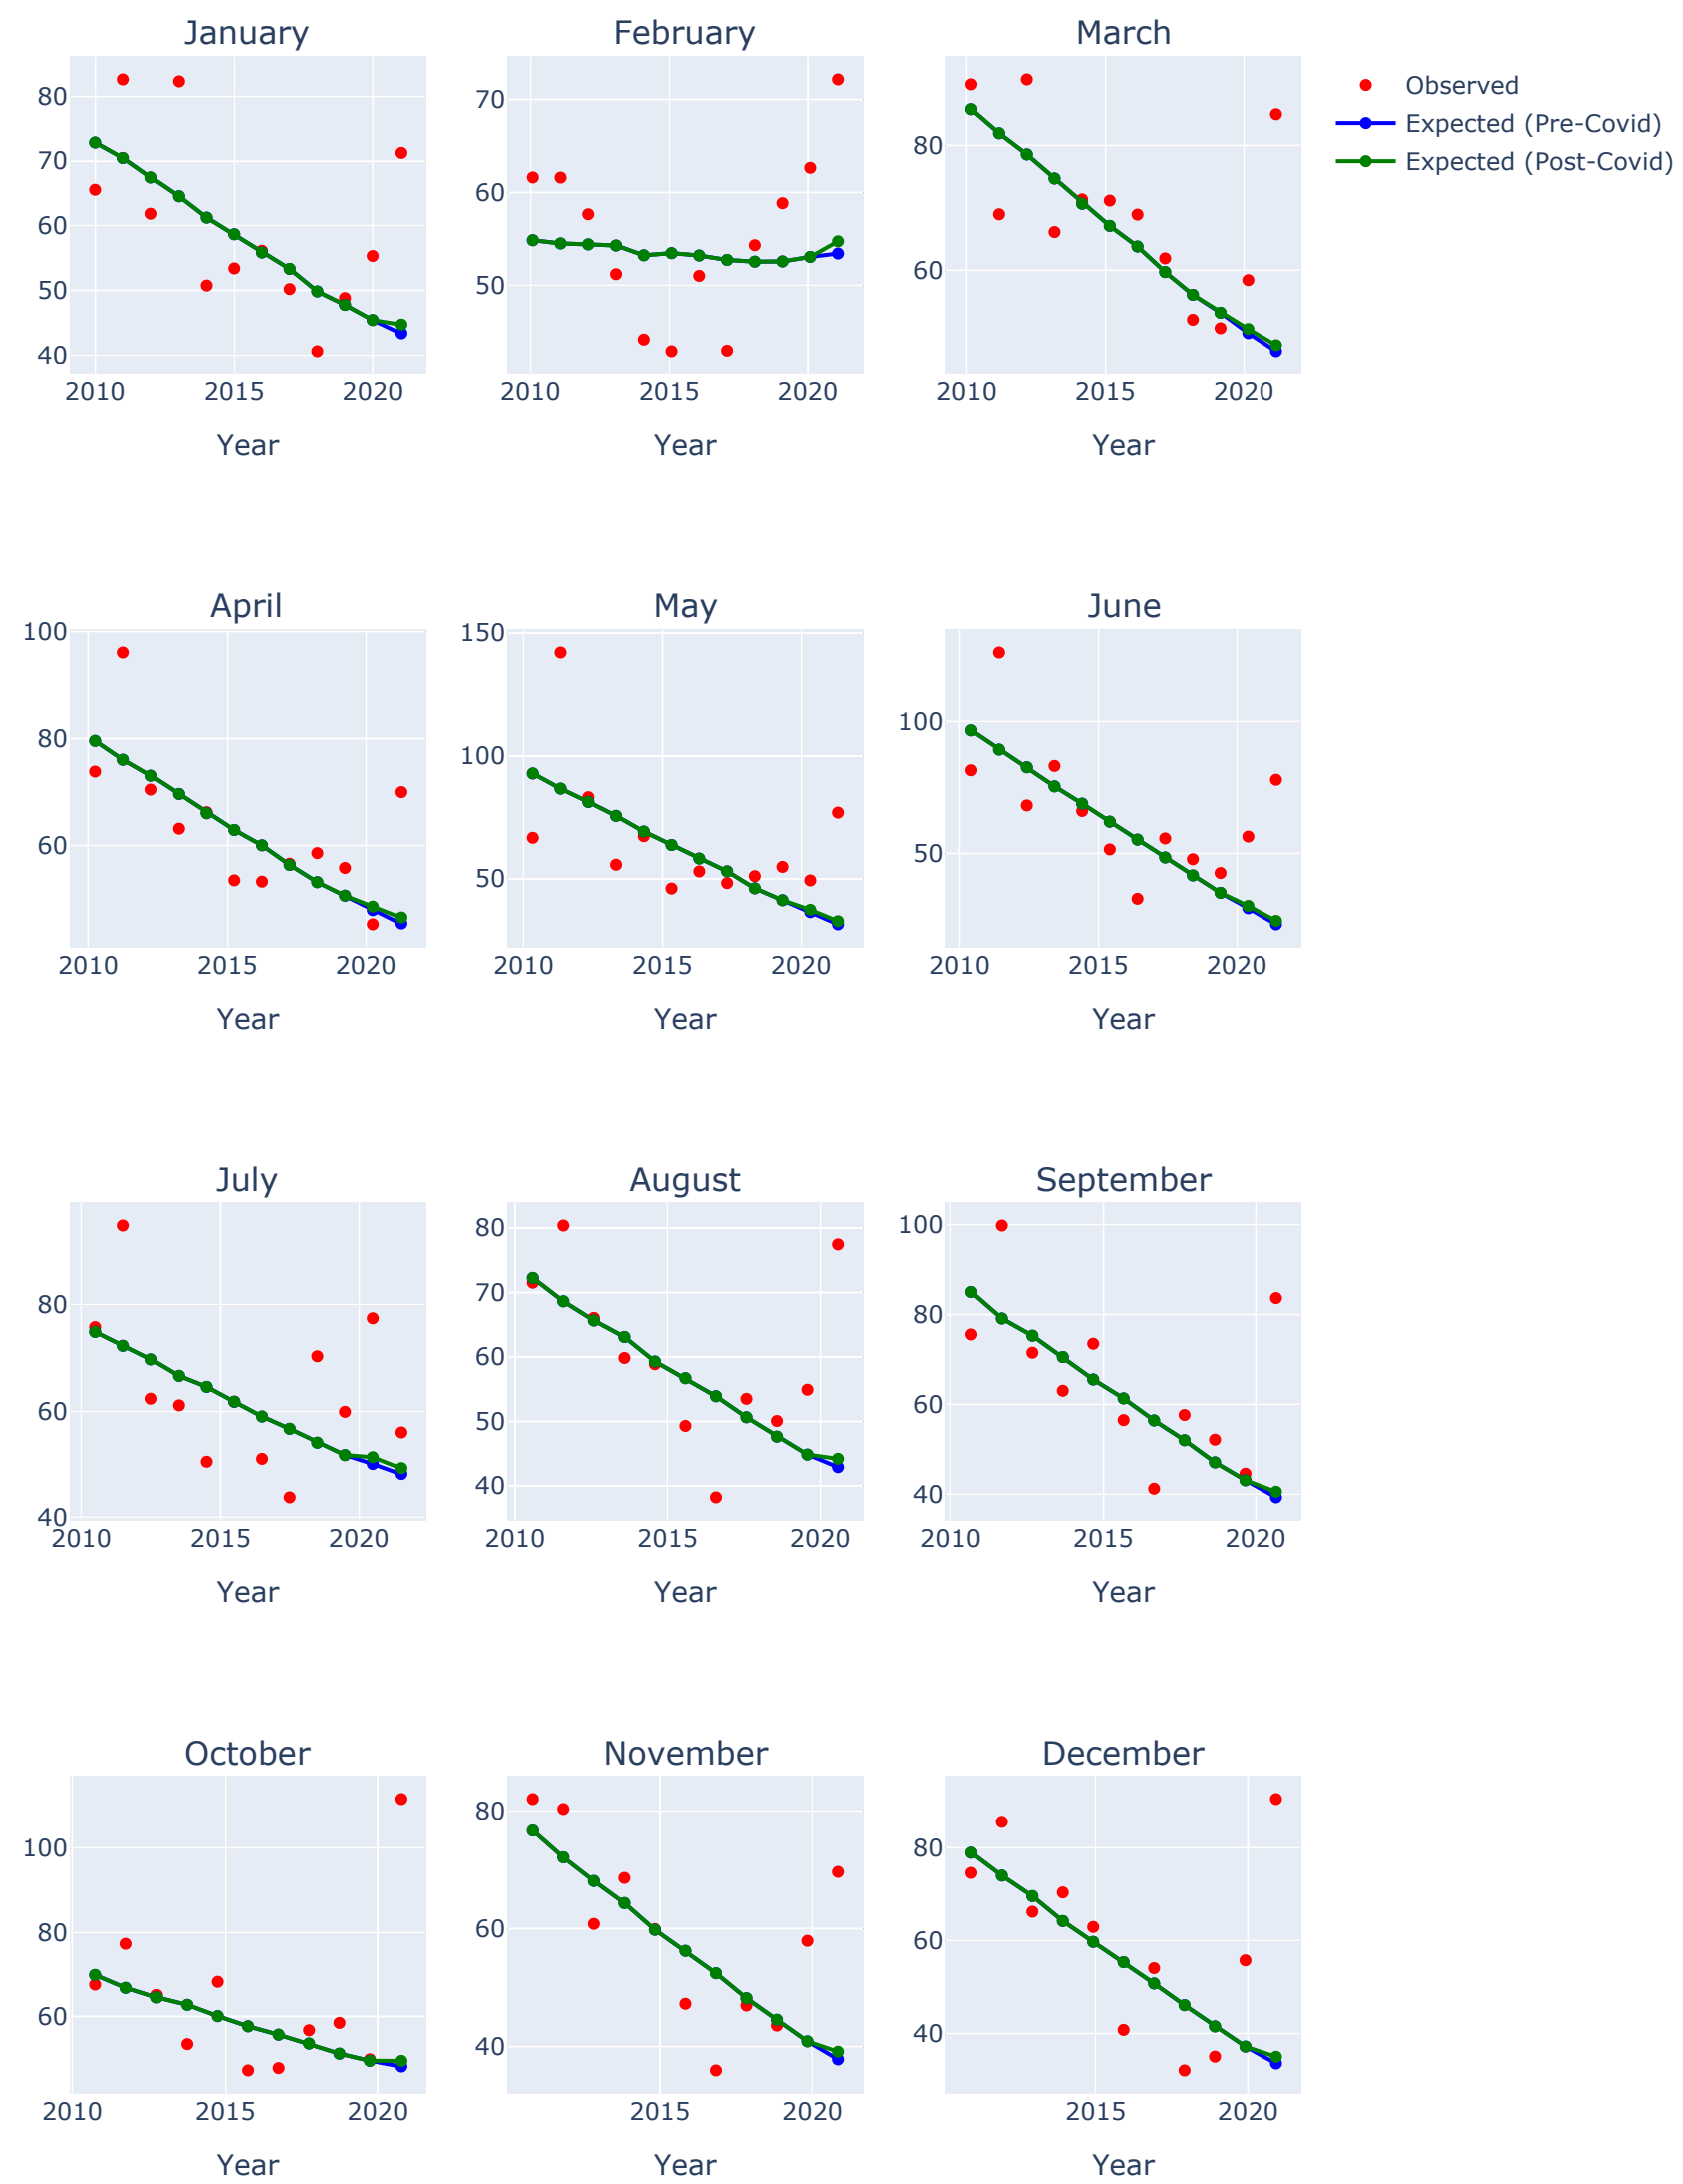 January February March
80
70
60
50
40
2010 2015 2020
Year
70
60
50
2010 2015 2020
Year
80
60
2010 2015 2020
Year
Observed
Expected (Pre-Covid)
Expected (Post-Covid)
April May June
100
80
60
2010 2015 2020
Year
150
100
50
2010 2015 2020
Year
100
50
2010 2015 2020
Year
July August September
80
60
40
2010 2015 2020
Year
80
70
60
50
40
2010 2015 2020
Year
100
80
60
40
2010 2015 2020
Year
October November December
100
80
60
2010 2015 2020
Year
80
60
40
2015 2020
Year
80
60
40
2015 2020
Year